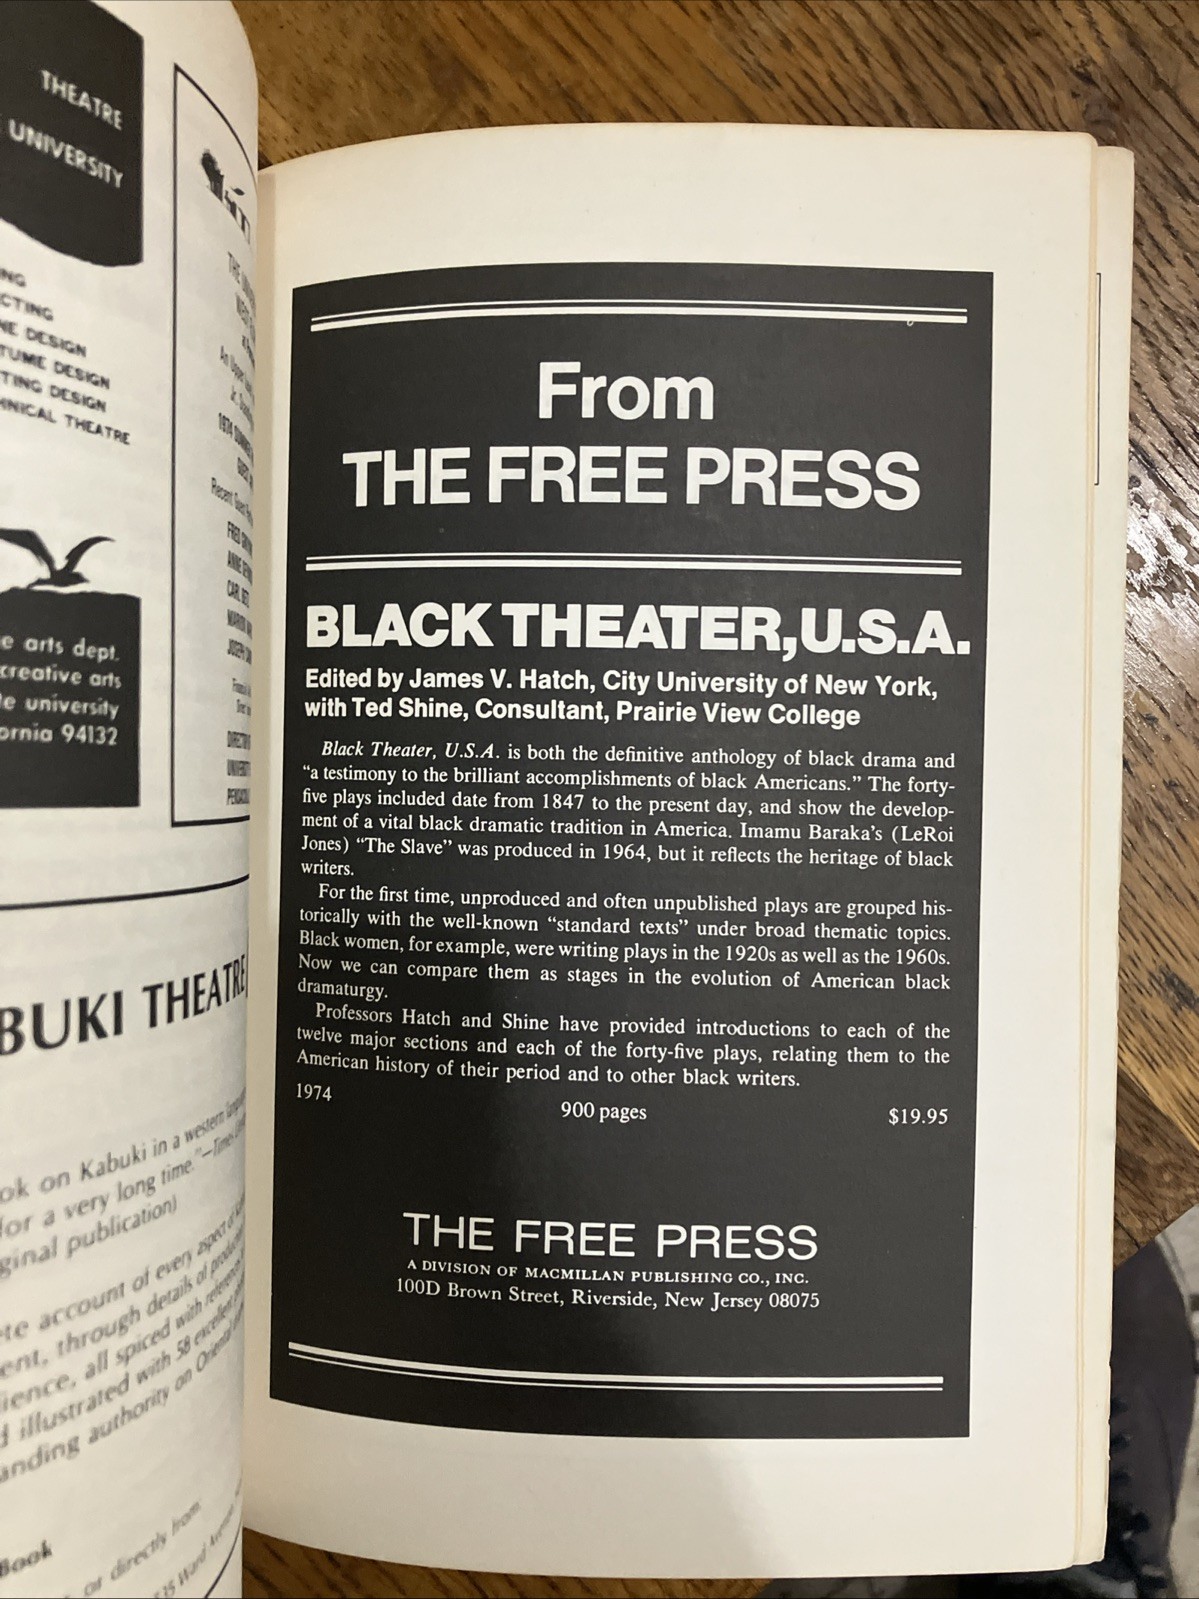 THEATRE
UNIVERSITY
CTING
DESIGN
DESIGN
DESIGN
THEATRE
arts dept.
creative arts
university
94132
BUKI THEATRE
ok on Kabuki in a western
for a very long time."—Times
ginal publication)
account of every aspect of
ent, through details of
ience, all spiced with
illustrated with 58 excellent
anding authority on Oriental
Book
or directly from:
Ward
From
THE FREE PRESS
BLACK THEATER, U.S.A.
Edited by James V. Hatch, City University of New York,
with Ted Shine, Consultant, Prairie View College
Black Theater, U.S.A. is both the definitive anthology of black drama and
“a testimony to the brilliant accomplishments of black Americans.” The forty-
five plays included date from 1847 to the present day, and show the develop-
ment of a vital black dramatic tradition in America. Imamu Baraka’s (LeRoi
Jones) “The Slave” was produced in 1964, but it reflects the heritage of black
writers.
For the first time, unproduced and often unpublished plays are grouped his-
torically with the well-known “standard texts” under broad thematic topics.
Black women, for example, were writing plays in the 1920s as well as the 1960s.
Now we can compare them as stages in the evolution of American black
dramaturgy.
Professors Hatch and Shine have provided introductions to each of the
twelve major sections and each of the forty-five plays, relating them to the
American history of their period and to other black writers.
1974 900 pages $19.95
THE FREE PRESS
A DIVISION OF MACMILLAN PUBLISHING CO., INC.
100D Brown Street, Riverside, New Jersey 08075